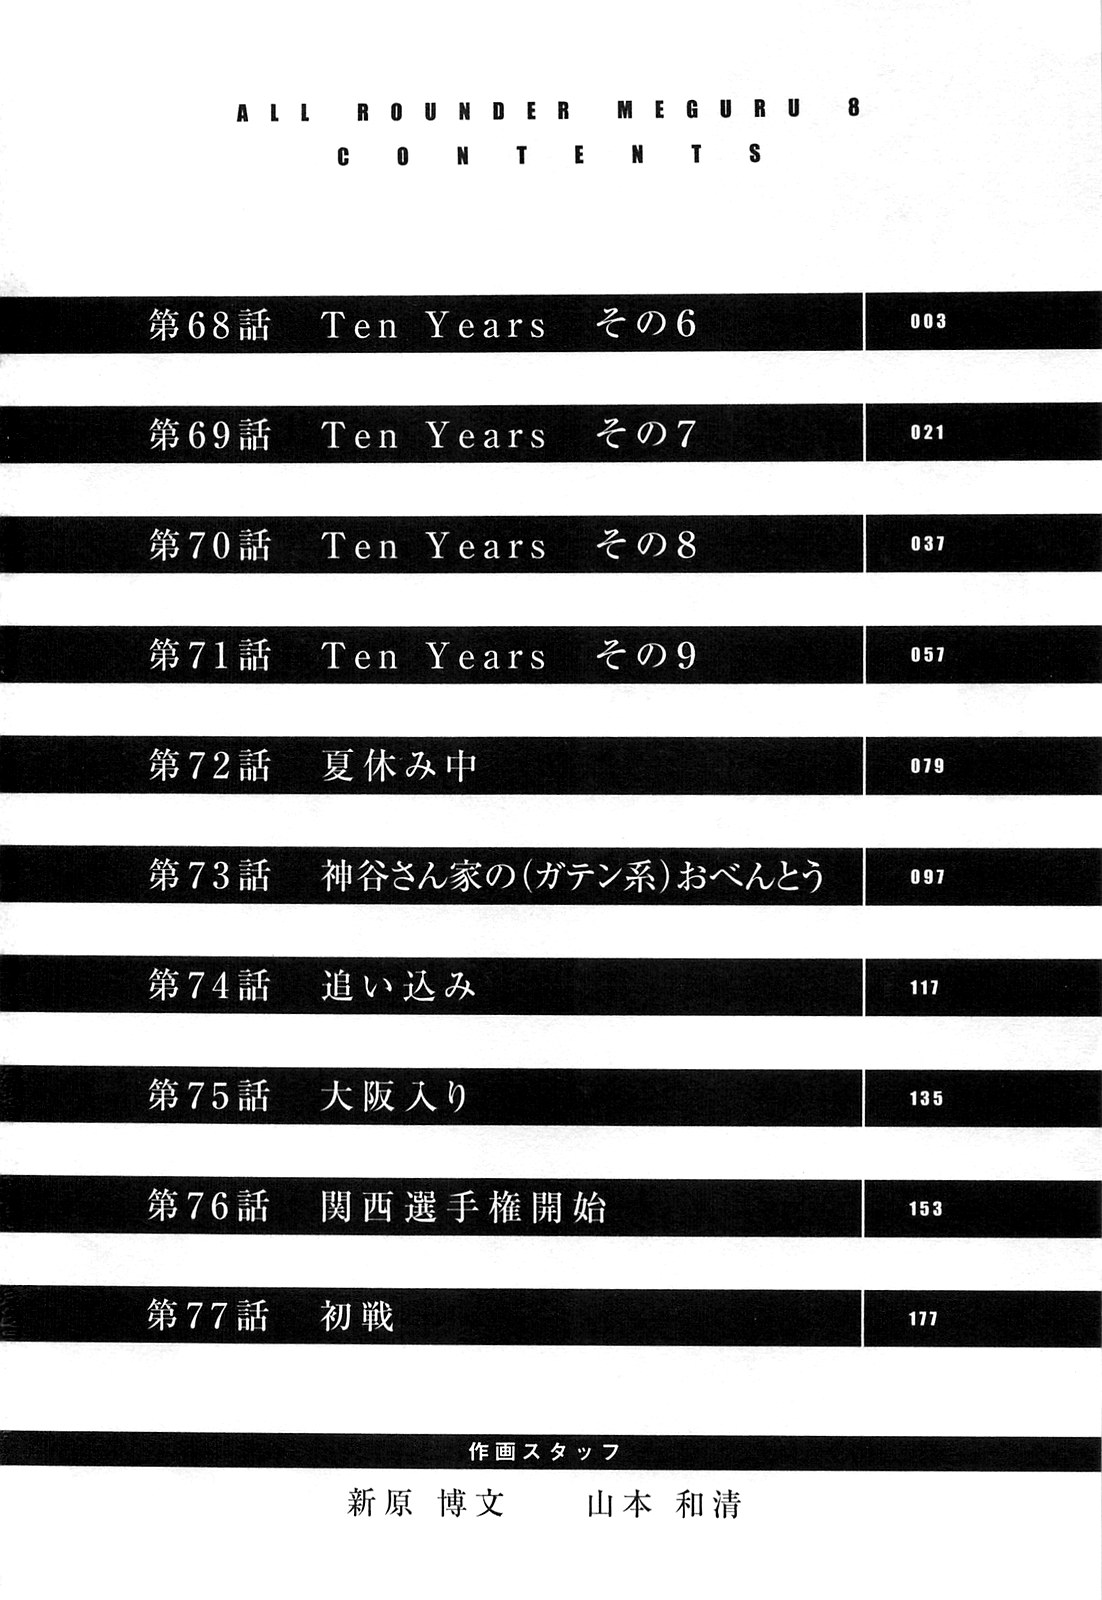 ALL ROUNDER MEGURU 8
CONTENTS
第68話 Ten Years その6 003
第69話 Ten Years その7 021
第70話 Ten Years その8 037
第71話 Ten Years その9 057
第72話 夏休み中 079
第73話 神谷さん家の(ガテン系)おべんとう 097
第74話 追い込み 117
第75話 大阪入り 135
第76話 関西選手権開始 153
第77話 初戦 177
作画スタッフ
新原 博文 山本 和清